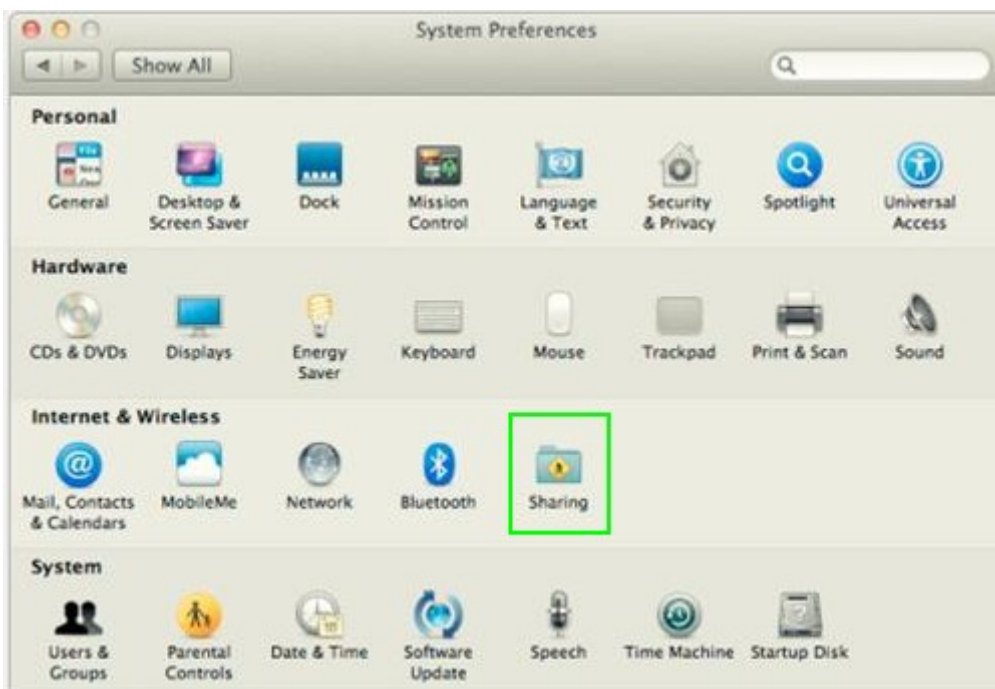 System Preferences
Show All
Personal
General
Desktop &
Screen Saver
Dock
Mission
Control
Language
& Text
Security
& Privacy
Spotlight
Universal
Access
Hardware
CDs & DVDs
Displays
Energy
Saver
Keyboard
Mouse
Trackpad
Print & Scan
Sound
Internet & Wireless
Mail, Contacts
& Calendars
MobileMe
Network
Bluetooth
Sharing
System
Users &
Groups
Parental
Controls
Date & Time
Software
Update
Speech
Time Machine
Startup Disk